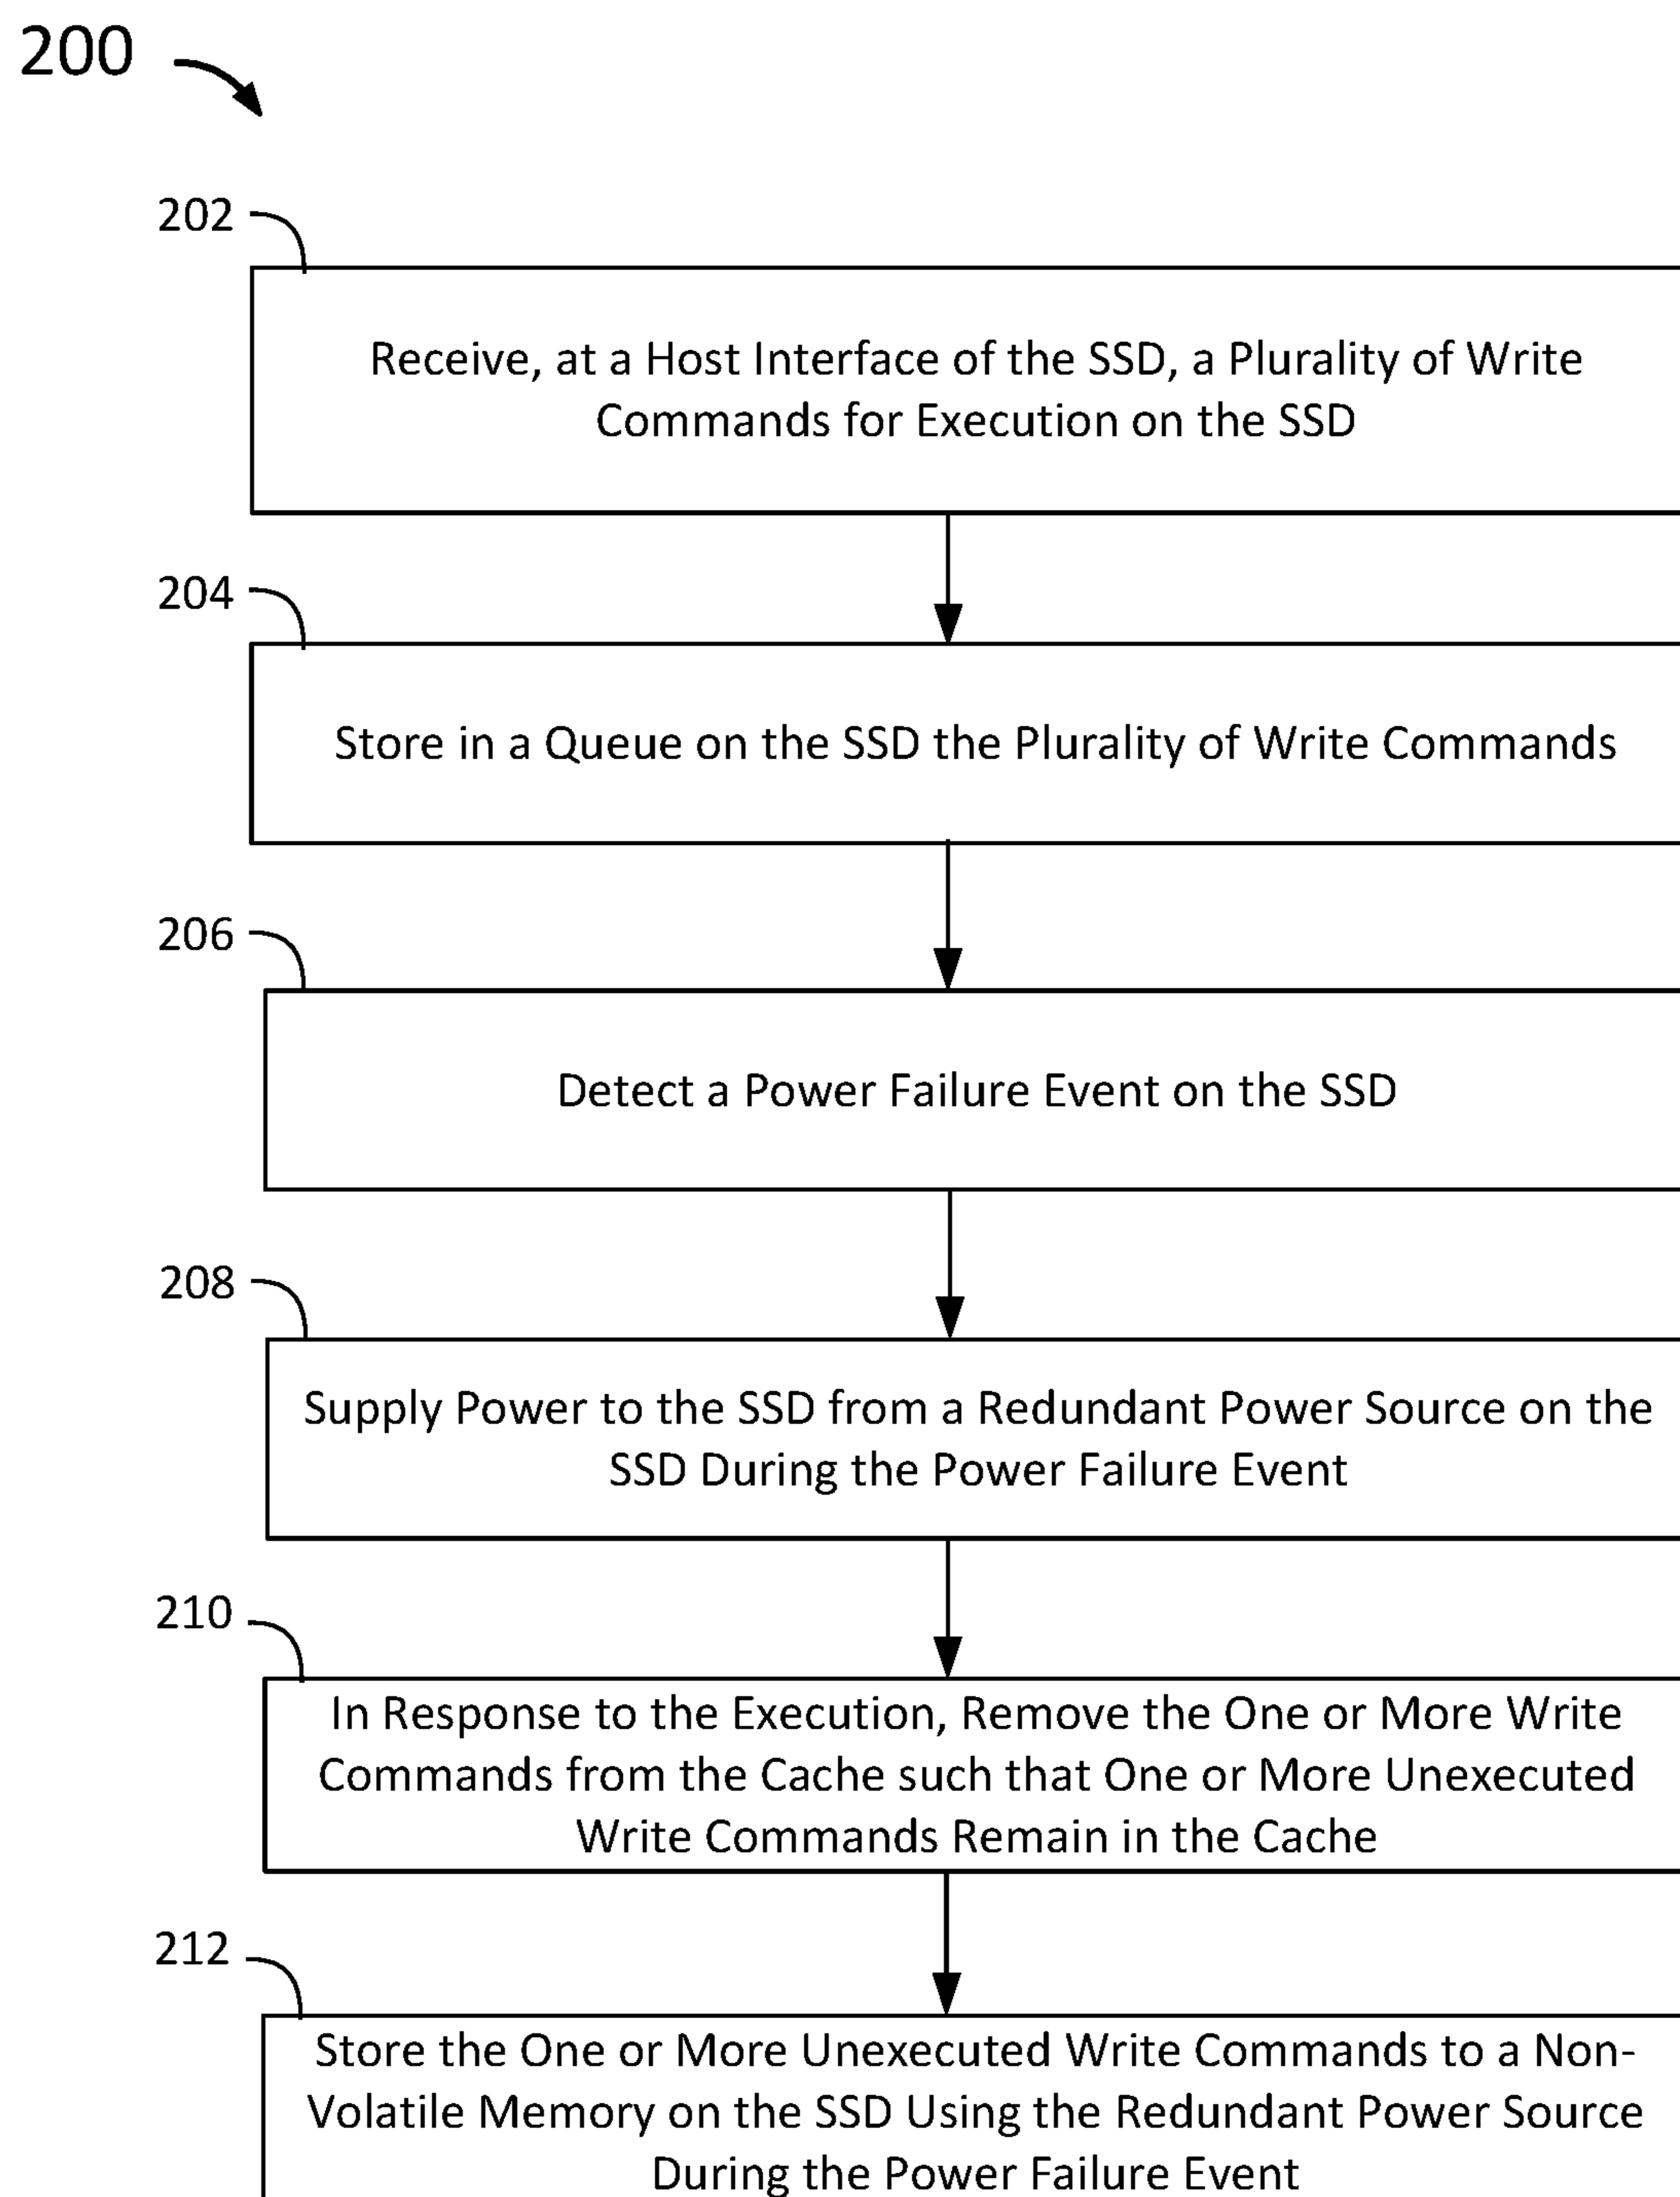 200
202
Receive, at a Host Interface of the SSD, a Plurality of Write
Commands for Execution on the SSD
204
Store in a Queue on the SSD the Plurality of Write Commands
206
Detect a Power Failure Event on the SSD
208
Supply Power to the SSD from a Redundant Power Source on the
SSD During the Power Failure Event
210
In Response to the Execution, Remove the One or More Write
Commands from the Cache such that One or More Unexecuted
Write Commands Remain in the Cache
212
Store the One or More Unexecuted Write Commands to a Non-
Volatile Memory on the SSD Using the Redundant Power Source
During the Power Failure Event